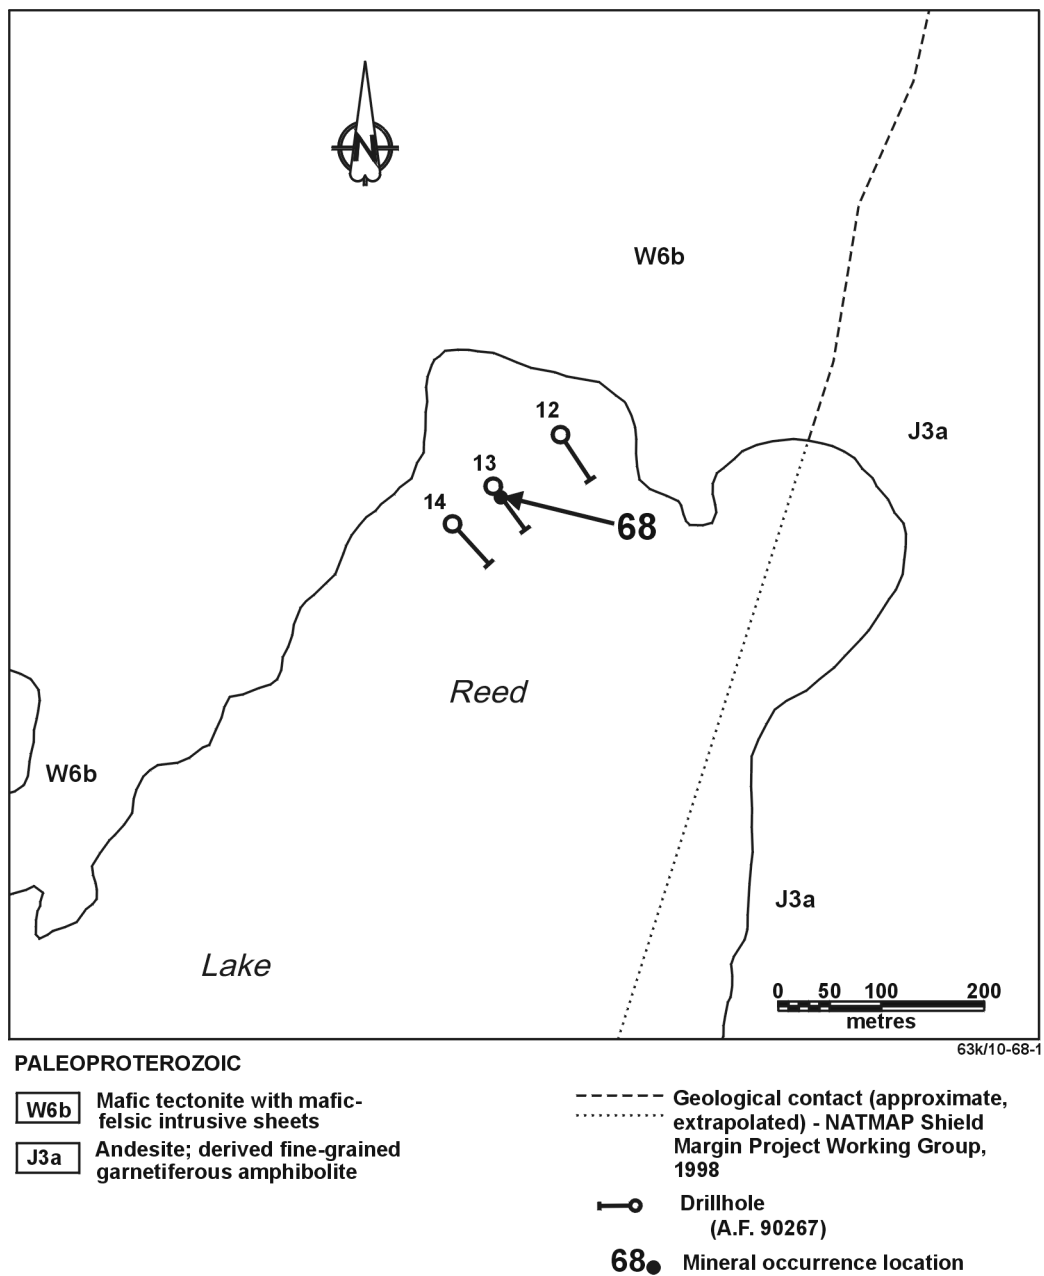 N
W6b
12
J3a
13
14
68
Reed
W6b
J3a
Lake
0 50 100 200
metres
63k/10-68-1
PALEOPROTEROZOIC
W6b
Mafic tectonite with mafic-
felsic intrusive sheets
J3a
Andesite; derived fine-grained
garnetiferous amphibolite
Geological contact (approximate,
extrapolated) - NATMAP Shield
Margin Project Working Group,
1998
Drillhole
(A.F. 90267)
68
Mineral occurrence location